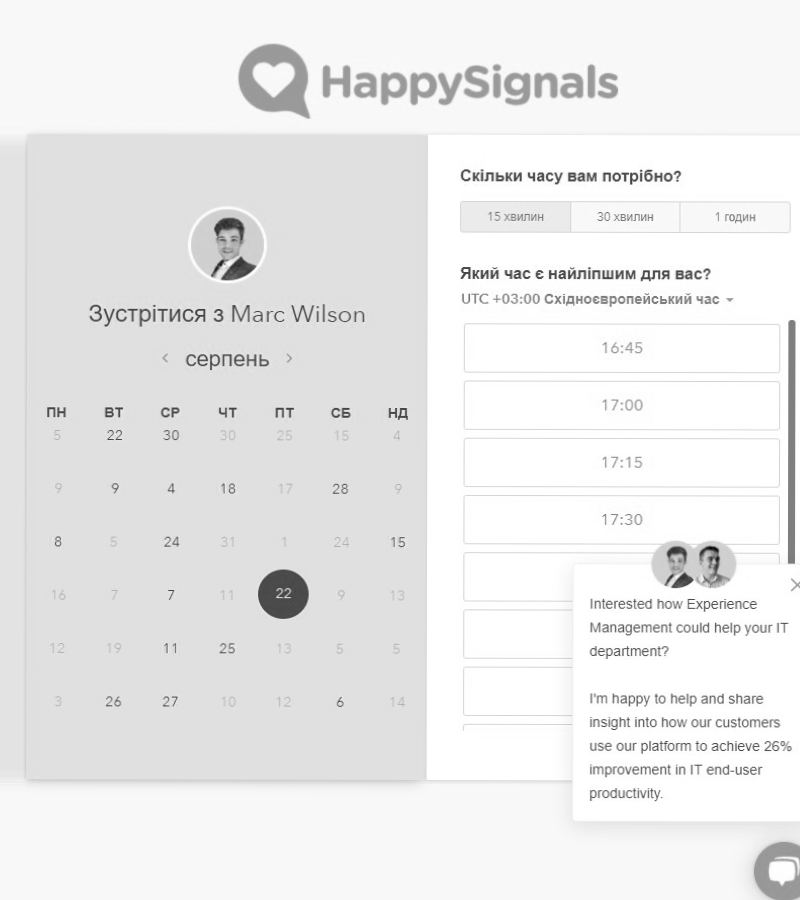 HappySignals
Зустрітися з Marc Wilson
серпень
ПН ВТ СР ЧТ ПТ СБ НД
5 22 30 30 25 15 4
9 9 4 18 17 28 9
8 5 24 31 1 24 15
16 7 7 11 22 9 13
12 19 11 25 13 5 5
3 26 27 10 12 6 14
Скільки часу вам потрібно?
15 хвилин 30 хвилин 1 годин
Який час є найліпшим для вас?
UTC +03:00 Східноєвропейський час
16:45
17:00
17:15
17:30
Interested how Experience
Management could help your IT
department?
I'm happy to help and share
insight into how our customers
use our platform to achieve 26%
improvement in IT end-user
productivity.